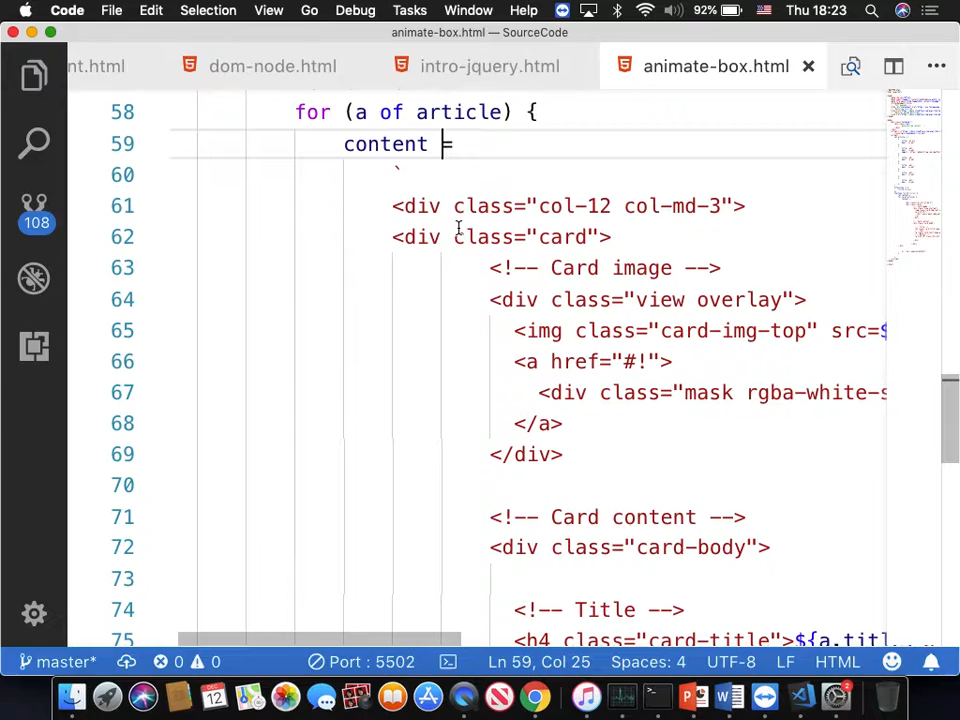 Code File Edit Selection View Go Debug Tasks Window Help 92% Thu 18:23
animate-box.html — SourceCode
nt.html dom-node.html intro-jquery.html animate-box.html
58 for (a of article) {
59 content =
60 `
61 <div class="col-12 col-md-3">
62 <div class="card">
63 <!-- Card image -->
64 <div class="view overlay">
65 <img class="card-img-top" src=$
66 <a href="#!">
67 <div class="mask rgba-white-s
68 </a>
69 </div>
70
71 <!-- Card content -->
72 <div class="card-body">
73
74 <!-- Title -->
75 <h4 class="card-title">${a.titl
108
master* 0 0 Port : 5502 Ln 59, Col 25 Spaces: 4 UTF-8 LF HTML
DEC
12
2